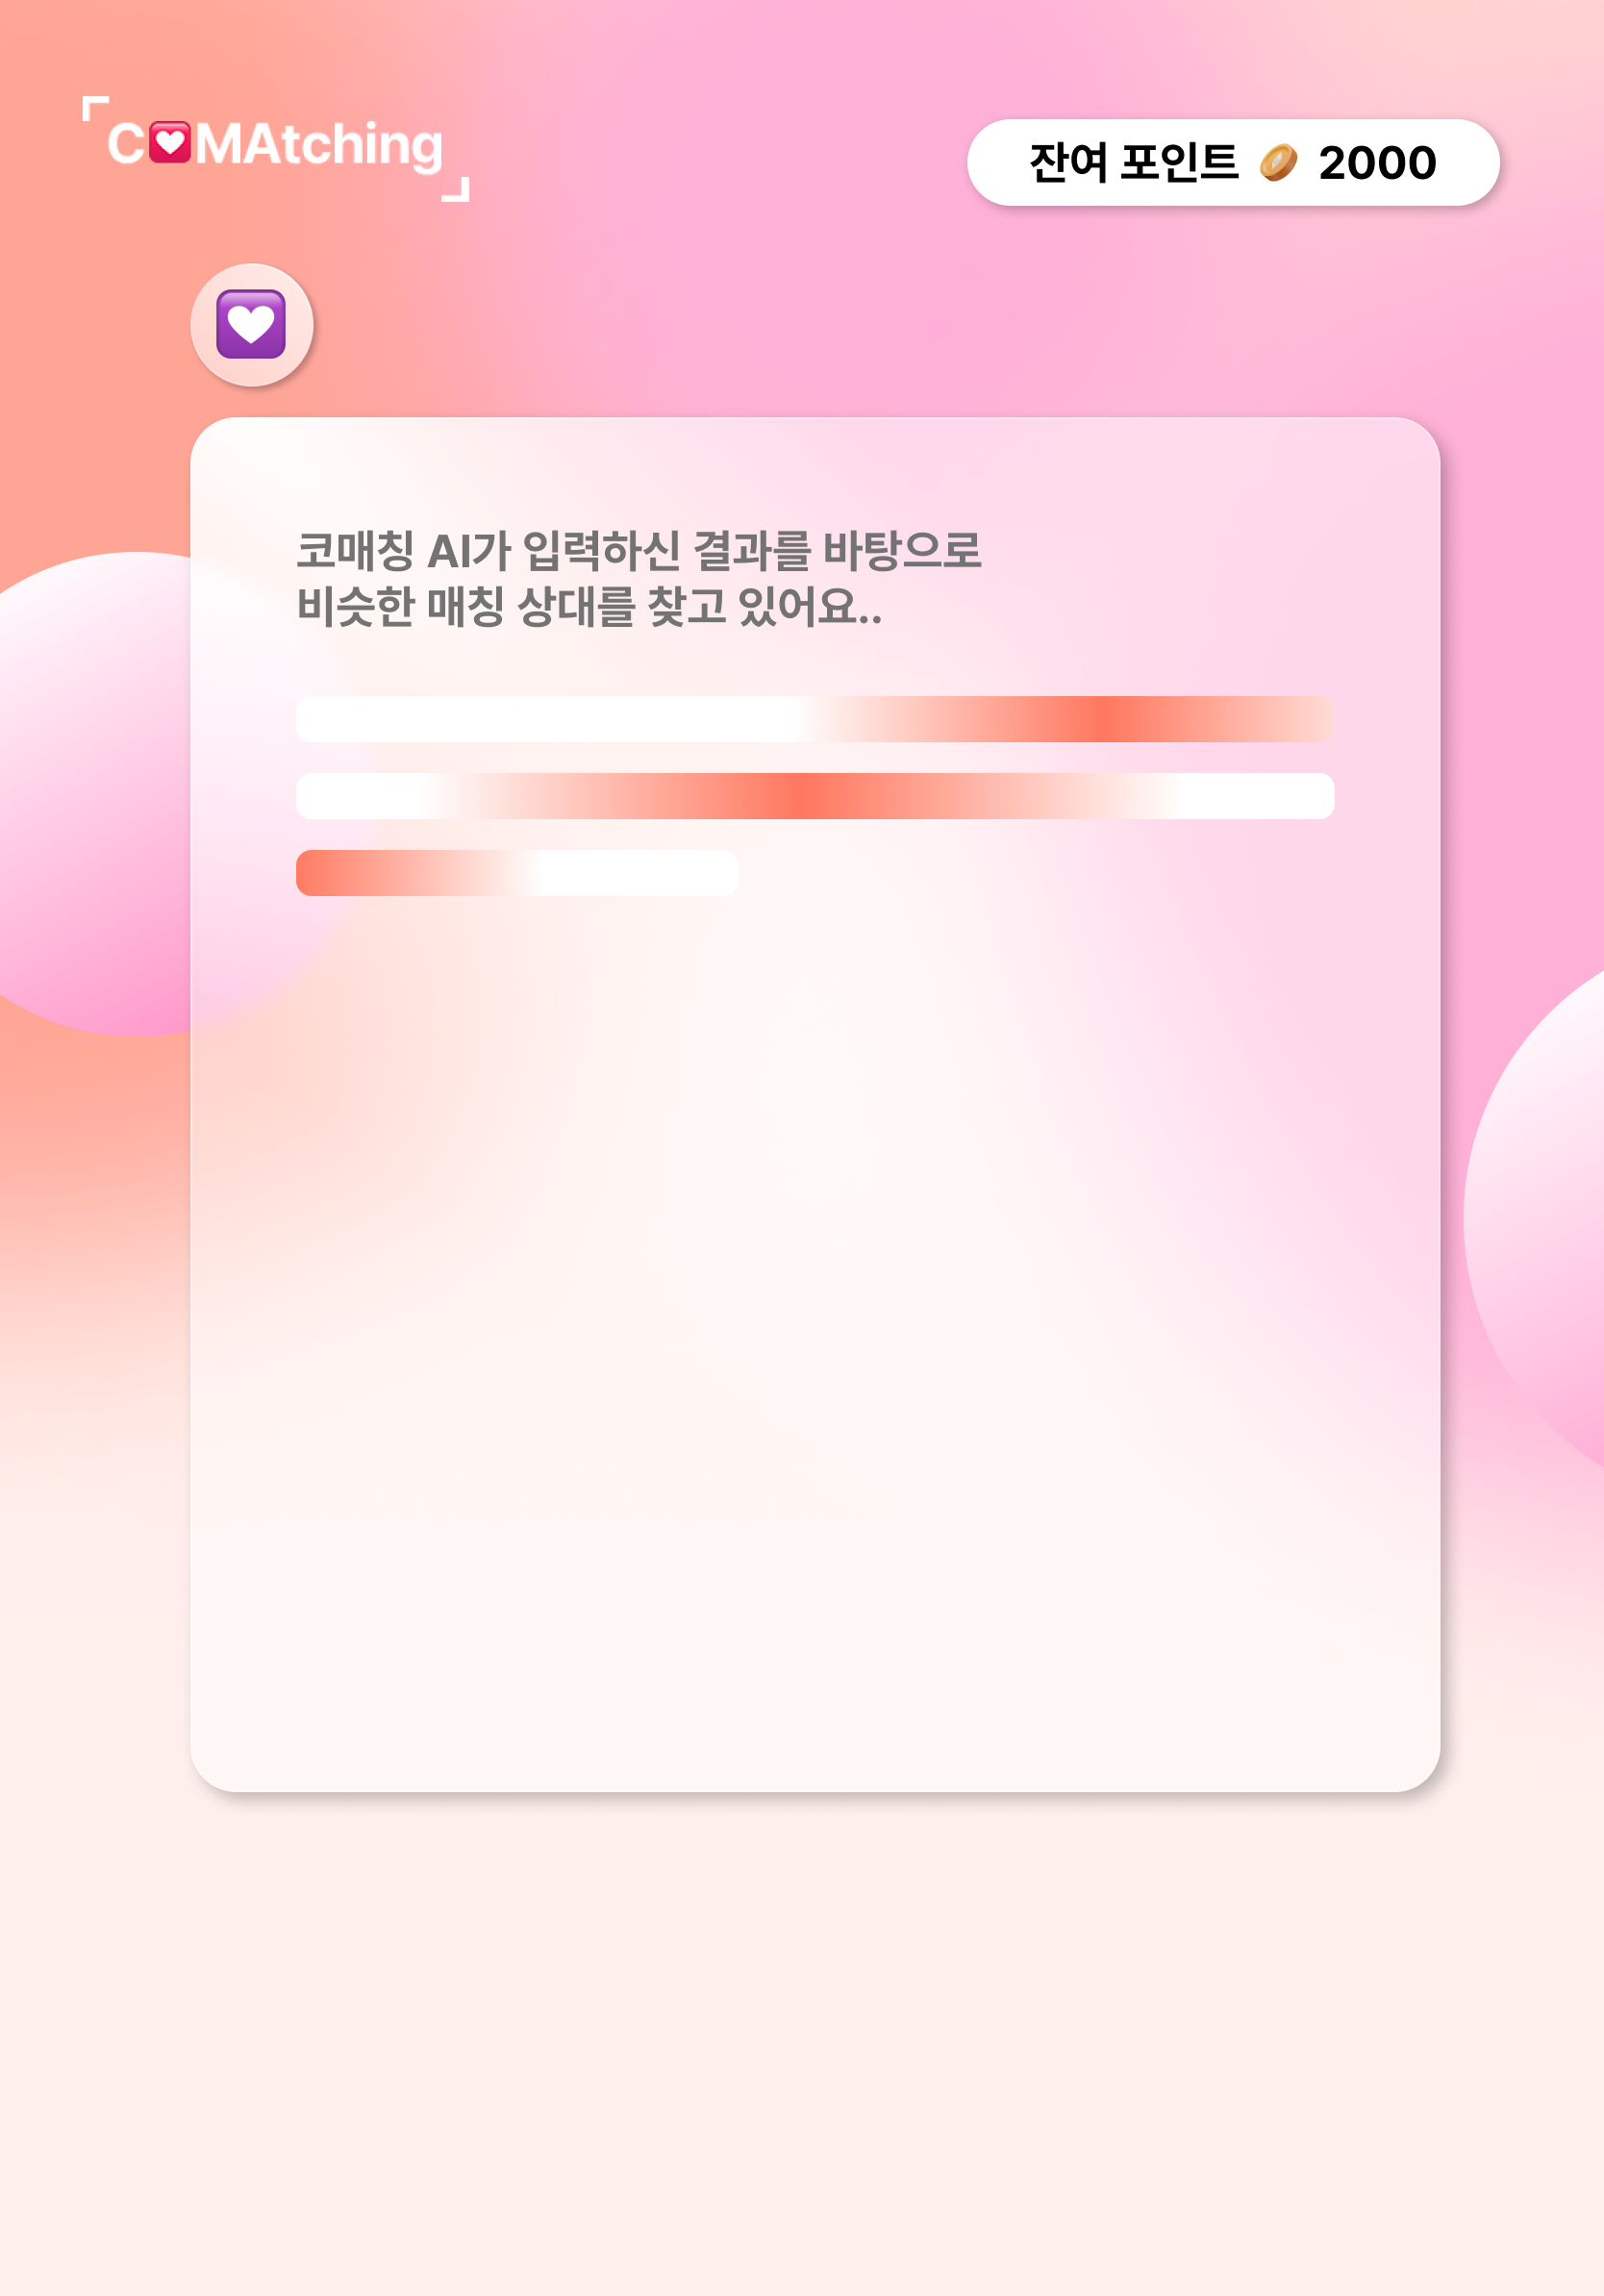 C💟MAtching
잔여 포인트 🪙 2000
코매칭 AI가 입력하신 결과를 바탕으로
비슷한 매칭 상대를 찾고 있어요..